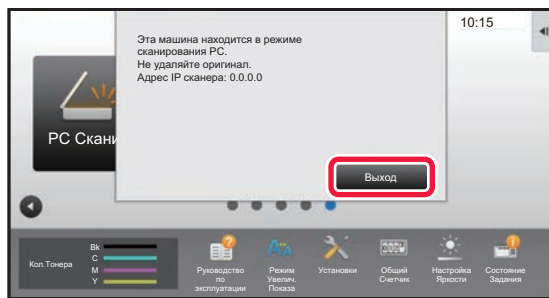 10:15
Эта машина находится в режиме
сканирования PC.
Не удаляйте оригинал.
Адрес IP сканера: 0.0.0.0
PC Скани
Выход
Кол.Тонера
Bk
C
M
Y
Руководство
по
эксплуатации
Режим
Увелич.
Показа
Установки
Общий
Счетчик
Настройка
Яркости
Состояние
Задания